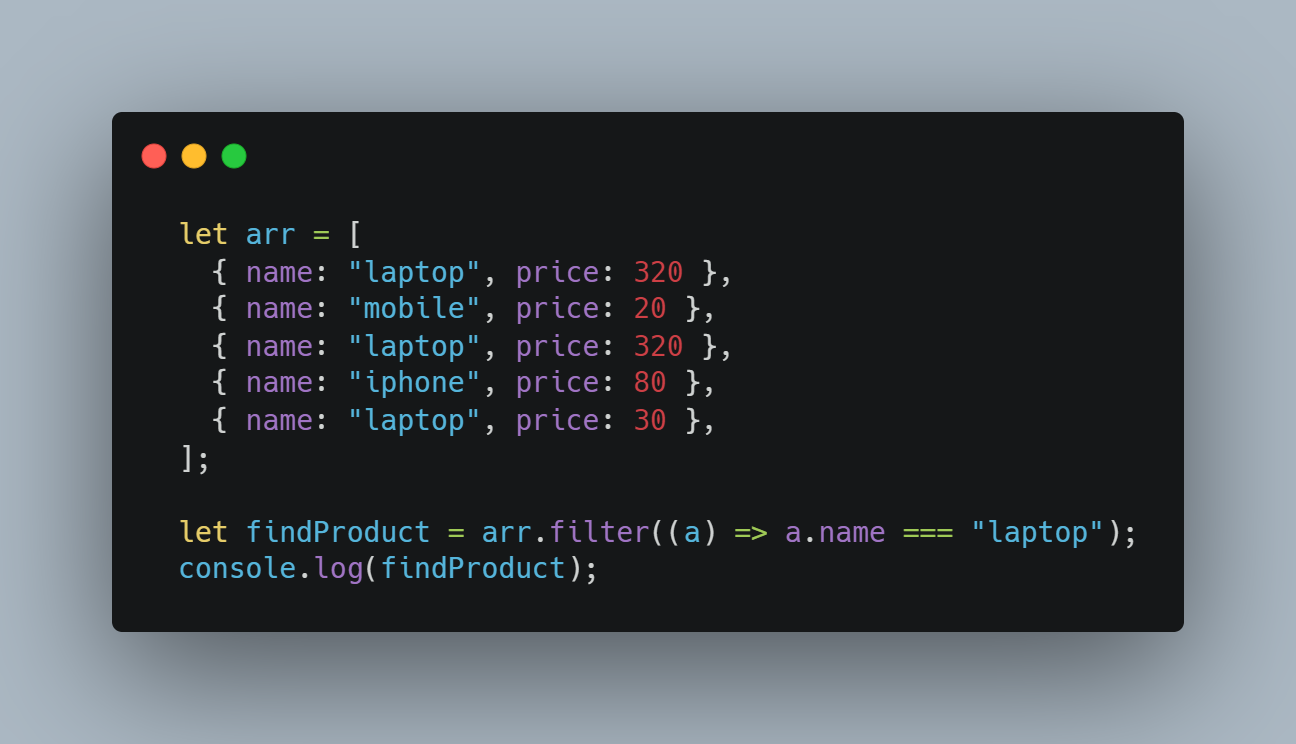 let arr = [
  { name: "laptop", price: 320 },
  { name: "mobile", price: 20 },
  { name: "laptop", price: 320 },
  { name: "iphone", price: 80 },
  { name: "laptop", price: 30 },
];
let findProduct = arr.filter((a) => a.name === "laptop");
console.log(findProduct);